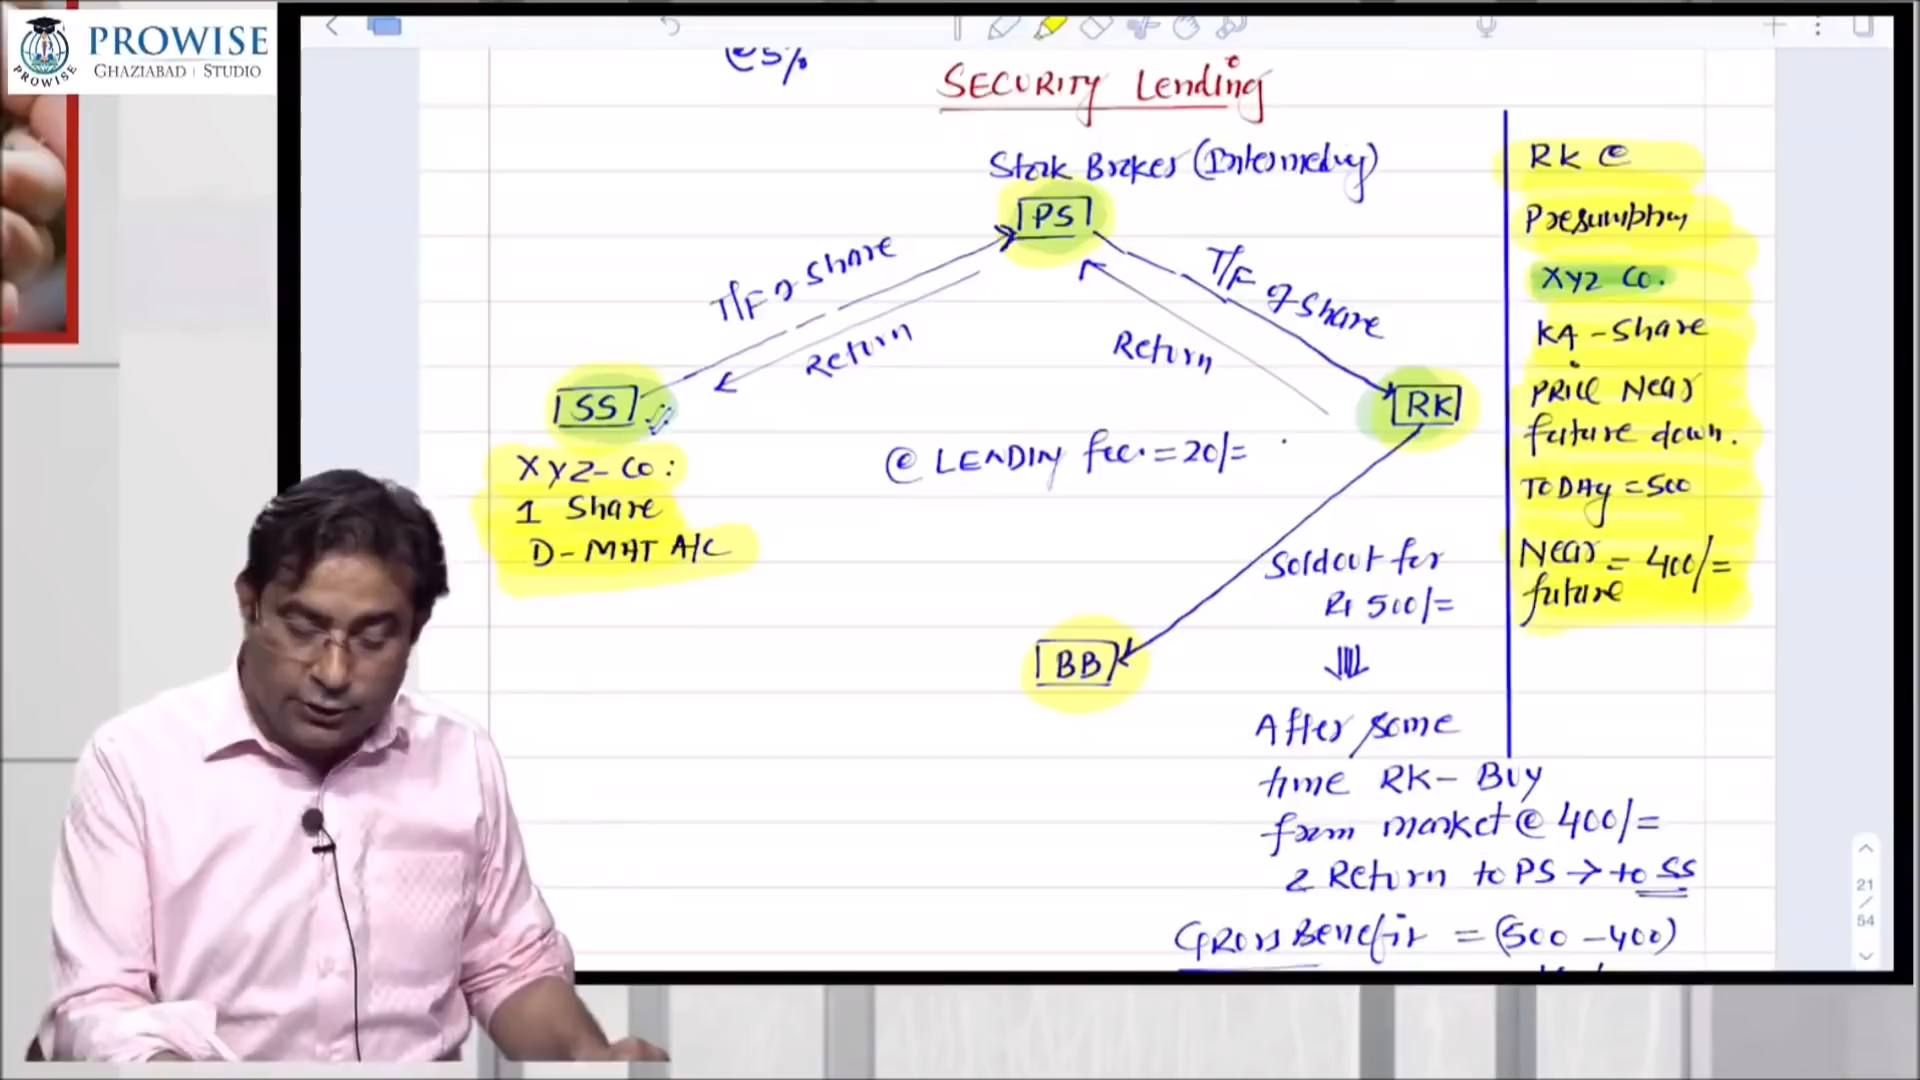 PROWISE
GHAZIABAD | STUDIO
PROWISE
@5%
SECURITY Lending
Stock Broker (Intermediary)
PS
T/F of Share
Return
T/F of Share
Return
SS
RK
XYZ-Co:
1 Share
D-MAT A/C
@ LENDIN fee. = 20/=
Soldout for
Rs 500/=
BB
After some
time RK- Buy
from market @ 400/=
& Return to PS → to SS
Gross Benefit = (500 - 400)
RK @
Presumption
XYZ Co.
KA - Share
PRICE Near
future down.
TODAY = 500
Near = 400/=
future
21
/
54